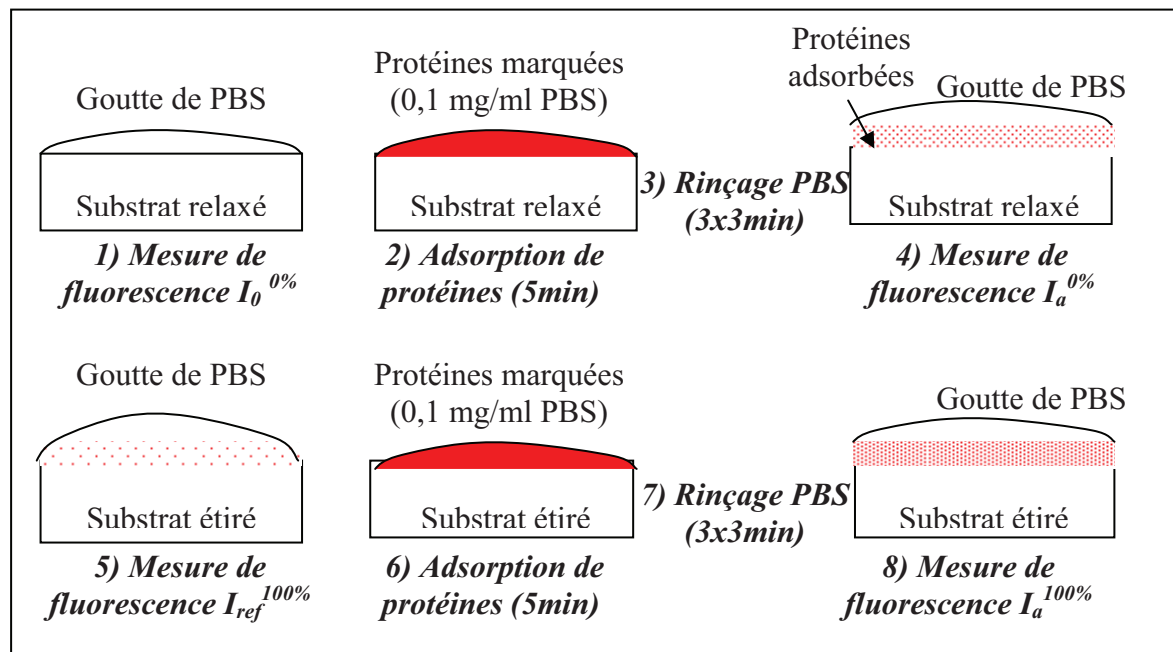 Goutte de PBS
Substrat relaxé
1) Mesure de
fluorescence I0 0%
Protéines marquées
(0,1 mg/ml PBS)
Substrat relaxé
2) Adsorption de
protéines (5min)
3) Rinçage PBS
(3x3min)
Protéines
adsorbées
Goutte de PBS
Substrat relaxé
4) Mesure de
fluorescence Ia0%
Goutte de PBS
Substrat étiré
5) Mesure de
fluorescence Iref100%
Protéines marquées
(0,1 mg/ml PBS)
Substrat étiré
6) Adsorption de
protéines (5min)
7) Rinçage PBS
(3x3min)
Goutte de PBS
Substrat étiré
8) Mesure de
fluorescence Ia100%